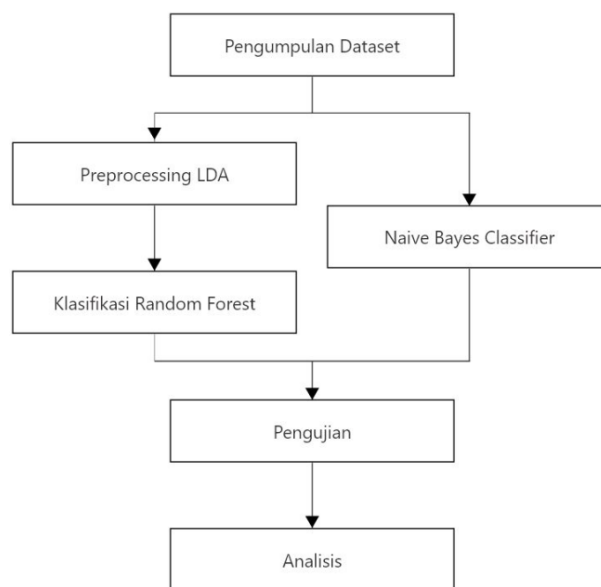 Pengumpulan Dataset
Preprocessing LDA
Naive Bayes Classifier
Klasifikasi Random Forest
Pengujian
Analisis